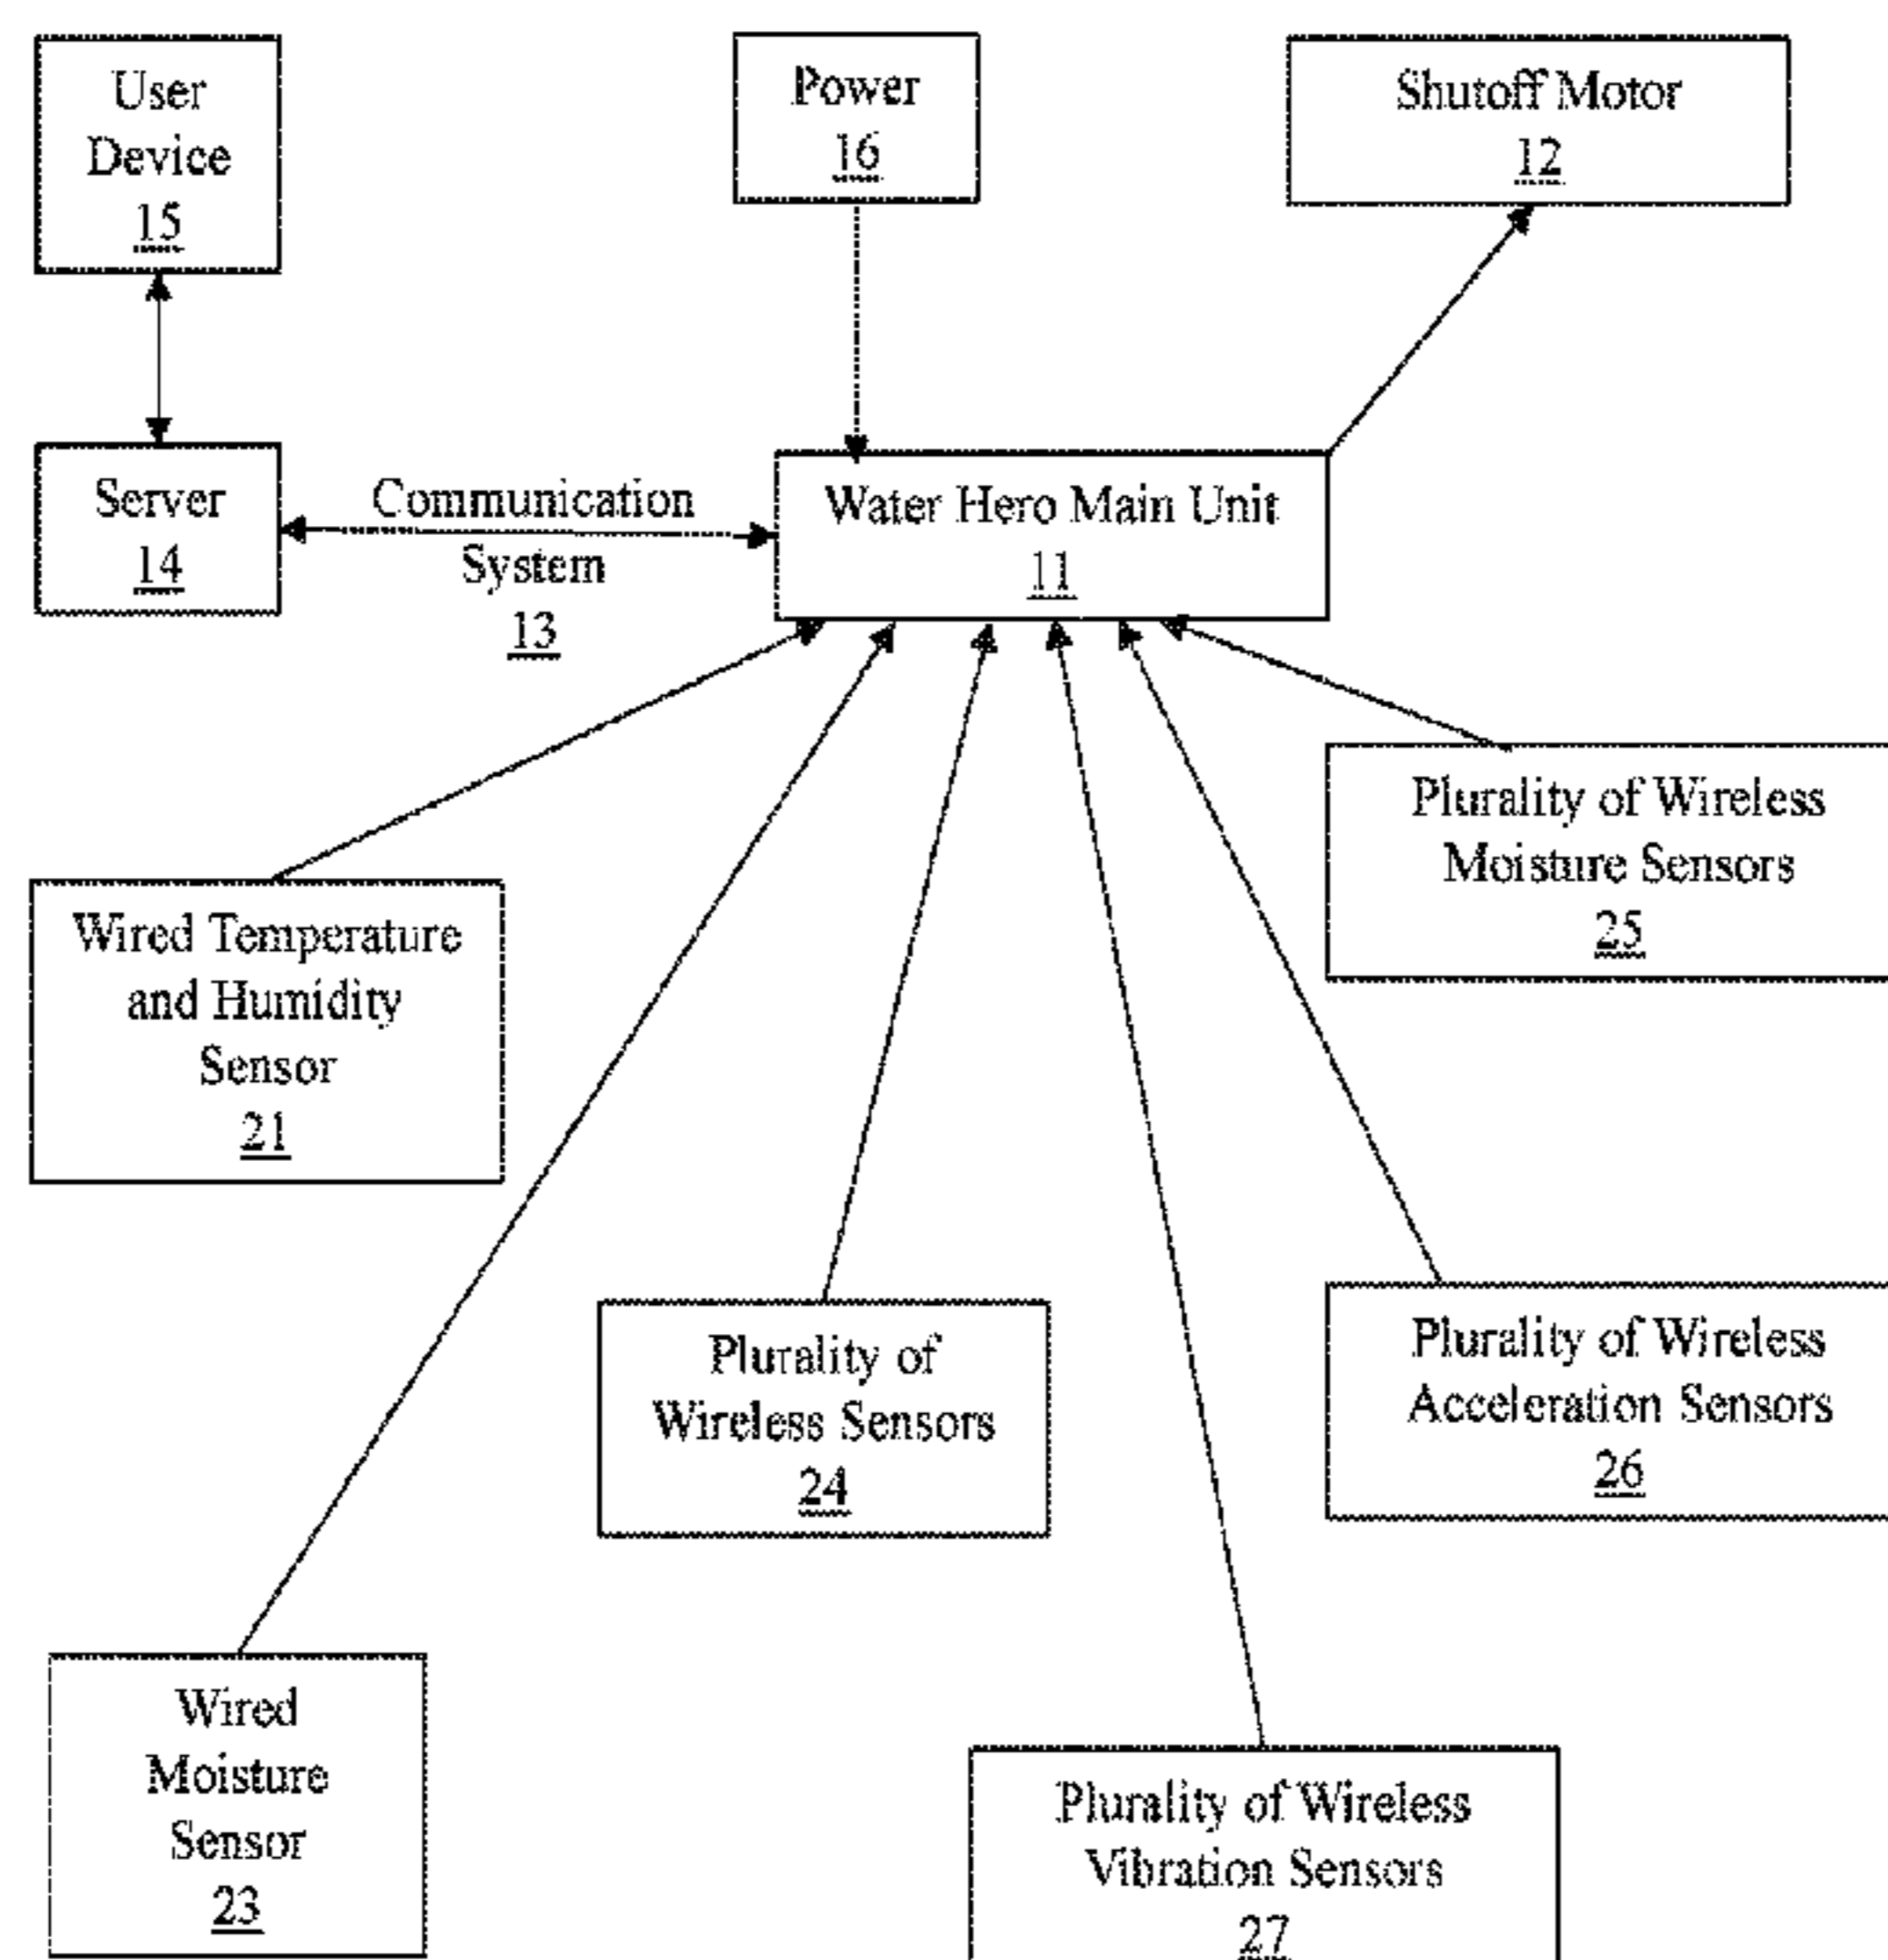 User
Device
15
Power
16
Shutoff Motor
12
Server
14
Communication
System
13
Water Hero Main Unit
11
Plurality of Wireless
Moisture Sensors
25
Wired Temperature
and Humidity
Sensor
21
Plurality of
Wireless Sensors
24
Plurality of Wireless
Acceleration Sensors
26
Wired
Moisture
Sensor
23
Plurality of Wireless
Vibration Sensors
27